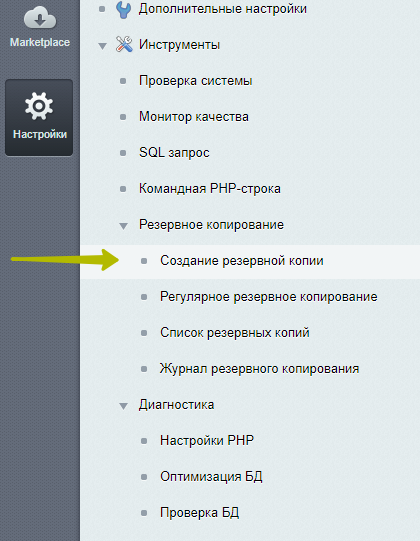 Дополнительные настройки
Marketplace
Инструменты
Проверка системы
Настройки
Монитор качества
SQL запрос
Командная PHP-строка
Резервное копирование
Создание резервной копии
Регулярное резервное копирование
Список резервных копий
Журнал резервного копирования
Диагностика
Настройки PHP
Оптимизация БД
Проверка БД